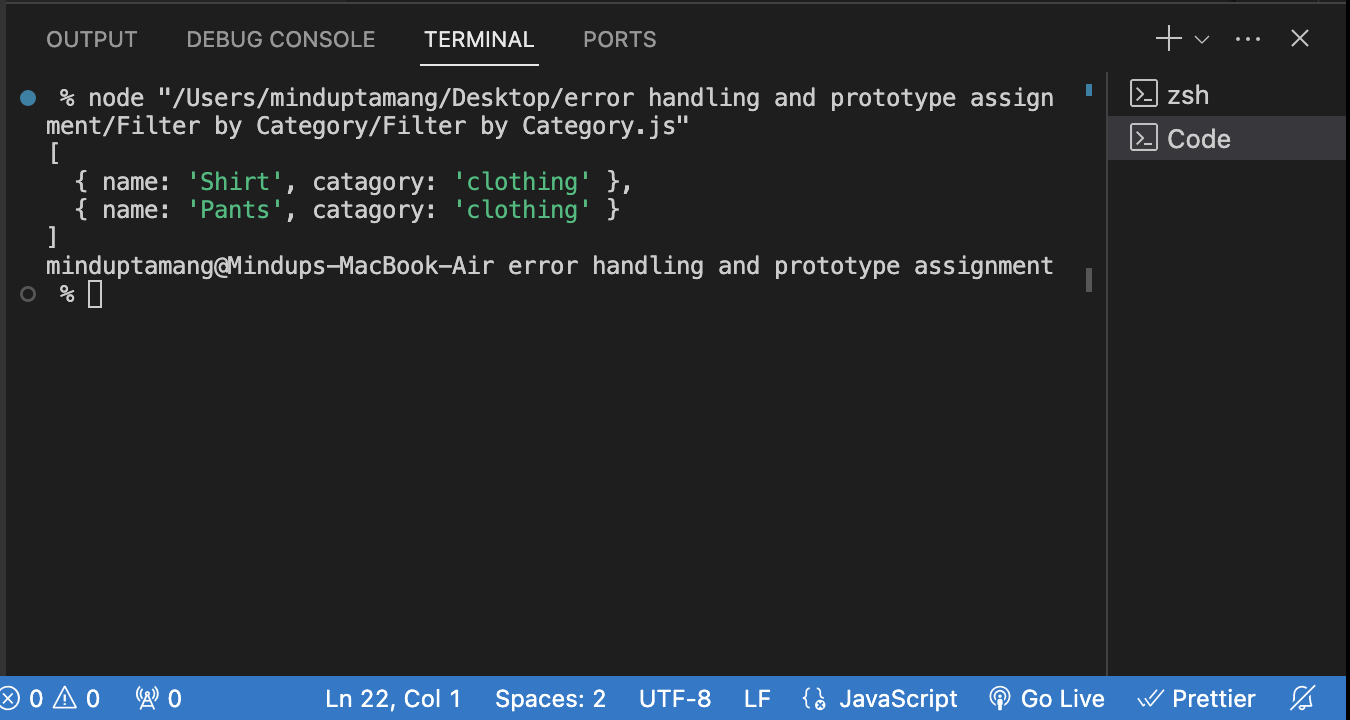 OUTPUT DEBUG CONSOLE TERMINAL PORTS
% node "/Users/minduptamang/Desktop/error handling and prototype assign
ment/Filter by Category/Filter by Category.js"
[
{ name: 'Shirt', catagory: 'clothing' },
{ name: 'Pants', catagory: 'clothing' }
]
minduptamang@Mindups-MacBook-Air error handling and prototype assignment
%
zsh
Code
0 0 0 Ln 22, Col 1 Spaces: 2 UTF-8 LF JavaScript Go Live Prettier